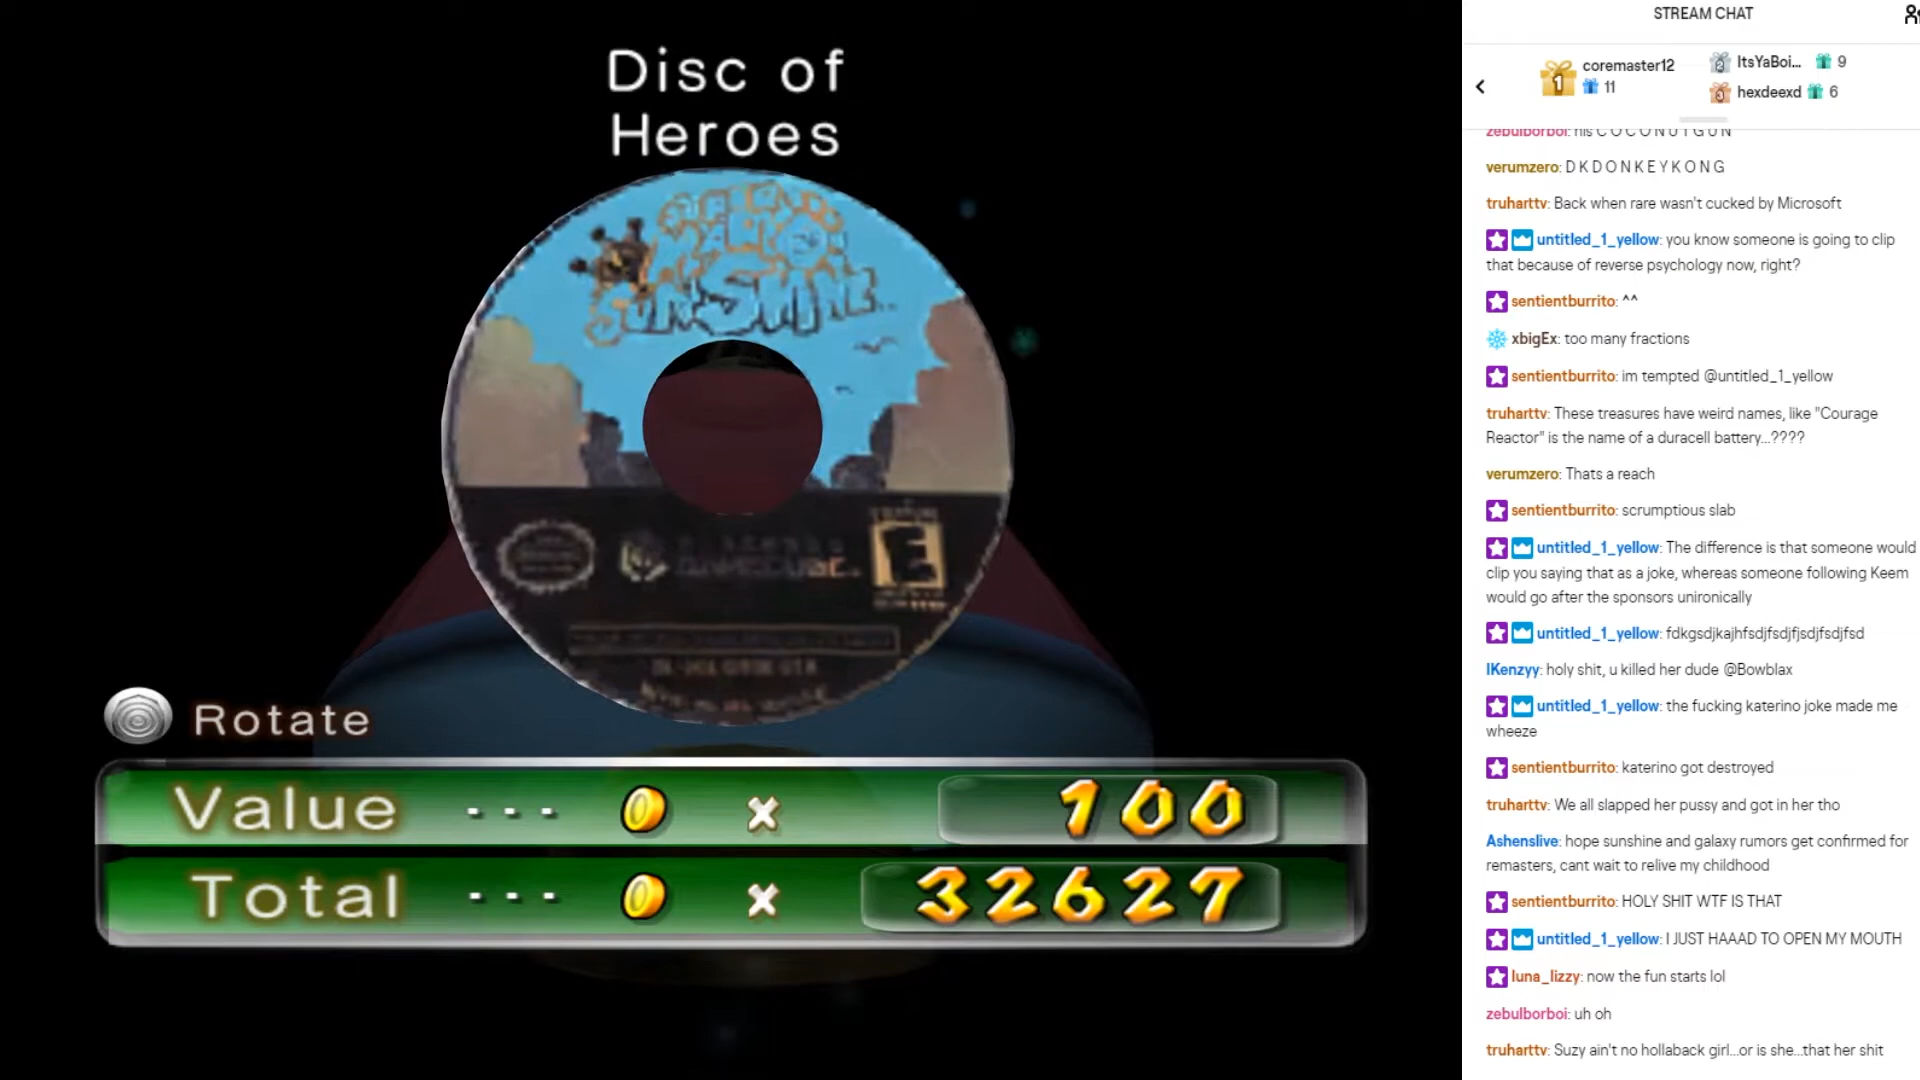 Disc of
Heroes
SUPER
MARIO
SUNSHINE
E
Rotate
Value - - - × 100
Total - - - × 32627
STREAM CHAT
1 coremaster12
11
2 ItsYaBoi... 9
3 hexdeexd 6
zebulborboi: his C O C O N U T G U N
verumzero: D K D O N K E Y K O N G
truharttv: Back when rare wasn't cucked by Microsoft
untitled_1_yellow: you know someone is going to clip
that because of reverse psychology now, right?
sentientburrito: ^^
xbigEx: too many fractions
sentientburrito: im tempted @untitled_1_yellow
truharttv: These treasures have weird names, like "Courage
Reactor" is the name of a duracell battery...????
verumzero: Thats a reach
sentientburrito: scrumptious slab
untitled_1_yellow: The difference is that someone would
clip you saying that as a joke, whereas someone following Keem
would go after the sponsors unironically
untitled_1_yellow: fdkgsdjkajhfsdjfsdjfjsdjfsdjfsd
IKenzyy: holy shit, u killed her dude @Bowblax
untitled_1_yellow: the fucking katerino joke made me
wheeze
sentientburrito: katerino got destroyed
truharttv: We all slapped her pussy and got in her tho
Ashenslive: hope sunshine and galaxy rumors get confirmed for
remasters, cant wait to relive my childhood
sentientburrito: HOLY SHIT WTF IS THAT
untitled_1_yellow: I JUST HAAAD TO OPEN MY MOUTH
luna_lizzy: now the fun starts lol
zebulborboi: uh oh
truharttv: Suzy ain't no hollaback girl...or is she...that her shit